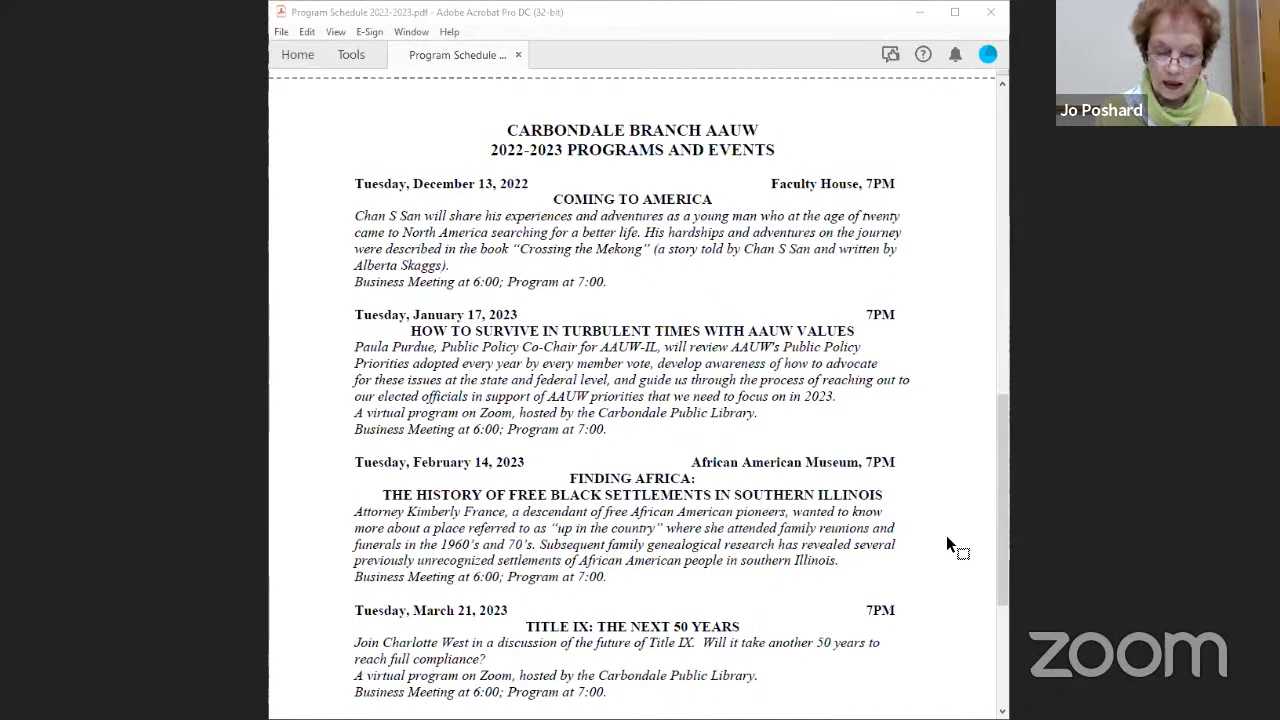 Program Schedule 2022-2023.pdf - Adobe Acrobat Pro DC (32-bit)
File Edit View E-Sign Window Help
Home Tools Program Schedule ... ×
Jo Poshard
CARBONDALE BRANCH AAUW
2022-2023 PROGRAMS AND EVENTS
Tuesday, December 13, 2022 Faculty House, 7PM
COMING TO AMERICA
Chan S San will share his experiences and adventures as a young man who at the age of twenty
came to North America searching for a better life. His hardships and adventures on the journey
were described in the book “Crossing the Mekong” (a story told by Chan S San and written by
Alberta Skaggs).
Business Meeting at 6:00; Program at 7:00.
Tuesday, January 17, 2023 7PM
HOW TO SURVIVE IN TURBULENT TIMES WITH AAUW VALUES
Paula Purdue, Public Policy Co-Chair for AAUW-IL, will review AAUW's Public Policy
Priorities adopted every year by every member vote, develop awareness of how to advocate
for these issues at the state and federal level, and guide us through the process of reaching out to
our elected officials in support of AAUW priorities that we need to focus on in 2023.
A virtual program on Zoom, hosted by the Carbondale Public Library.
Business Meeting at 6:00; Program at 7:00.
Tuesday, February 14, 2023 African American Museum, 7PM
FINDING AFRICA:
THE HISTORY OF FREE BLACK SETTLEMENTS IN SOUTHERN ILLINOIS
Attorney Kimberly France, a descendant of free African American pioneers, wanted to know
more about a place referred to as “up in the country” where she attended family reunions and
funerals in the 1960’s and 70’s. Subsequent family genealogical research has revealed several
previously unrecognized settlements of African American people in southern Illinois.
Business Meeting at 6:00; Program at 7:00.
Tuesday, March 21, 2023 7PM
TITLE IX: THE NEXT 50 YEARS
Join Charlotte West in a discussion of the future of Title IX. Will it take another 50 years to
reach full compliance?
A virtual program on Zoom, hosted by the Carbondale Public Library.
Business Meeting at 6:00; Program at 7:00.
zoom